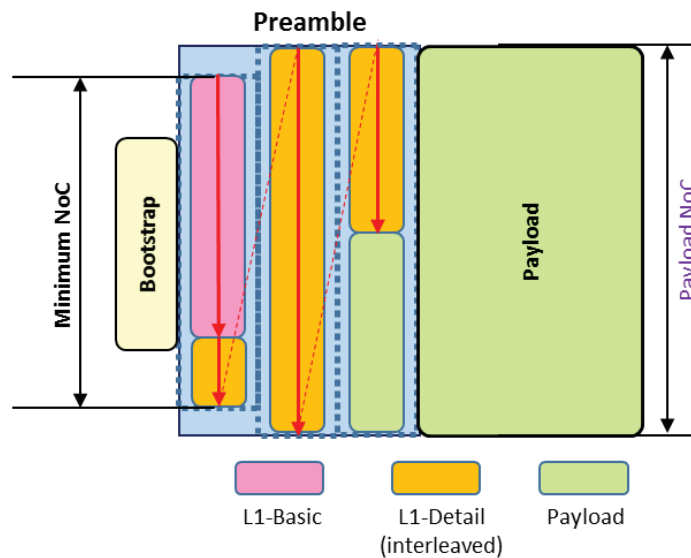 Preamble
Minimum NoC
Bootstrap
Payload
Payload NoC
L1-Basic
L1-Detail
(interleaved)
Payload